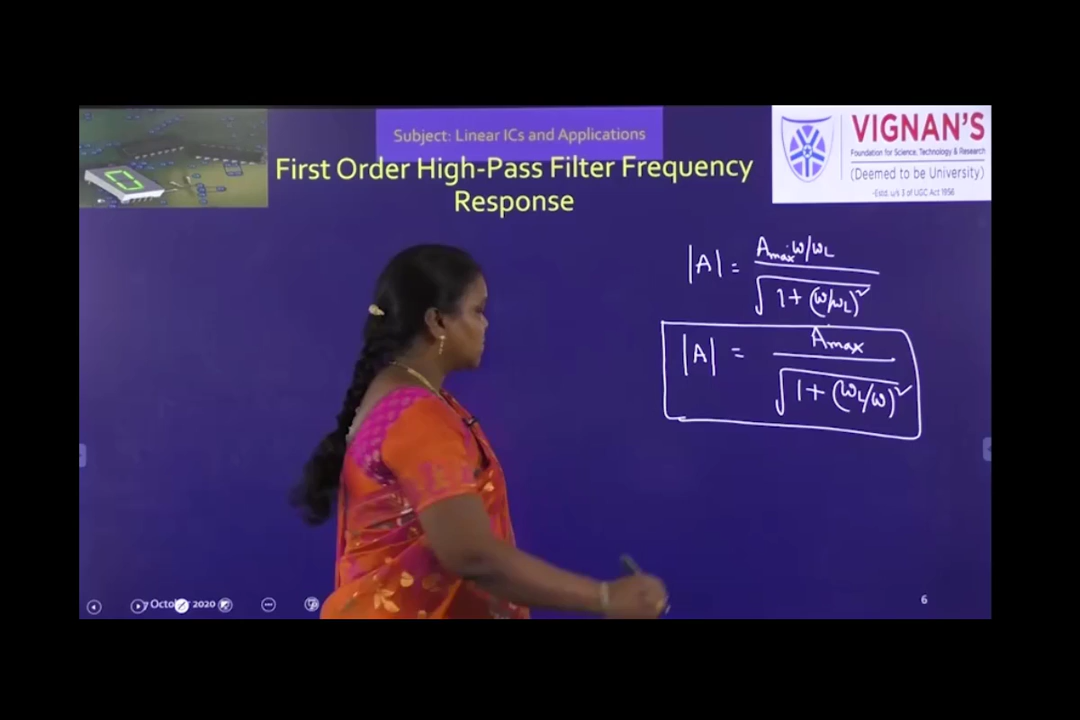 Subject: Linear ICs and Applications
First Order High-Pass Filter Frequency
Response
VIGNAN'S
Foundation for Science, Technology & Research
(Deemed to be University)
-Estd. u/s 3 of UGC Act 1956
|A| = Amax·ω/ωL
√1+(ω/ωL)²
|A| = Amax
√1+(ωL/ω)²
2020
6